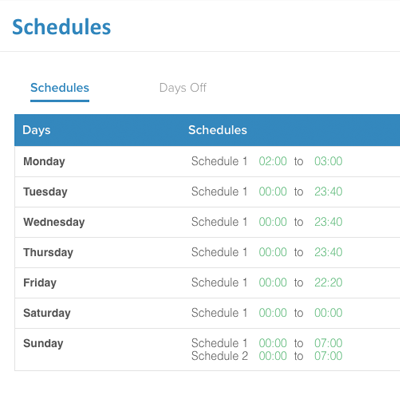 Schedules
Schedules Days Off
Days Schedules
Monday Schedule 1 02:00 to 03:00
Tuesday Schedule 1 00:00 to 23:40
Wednesday Schedule 1 00:00 to 23:40
Thursday Schedule 1 00:00 to 23:40
Friday Schedule 1 00:00 to 22:20
Saturday Schedule 1 00:00 to 00:00
Sunday Schedule 1 00:00 to 07:00
Schedule 2 00:00 to 07:00